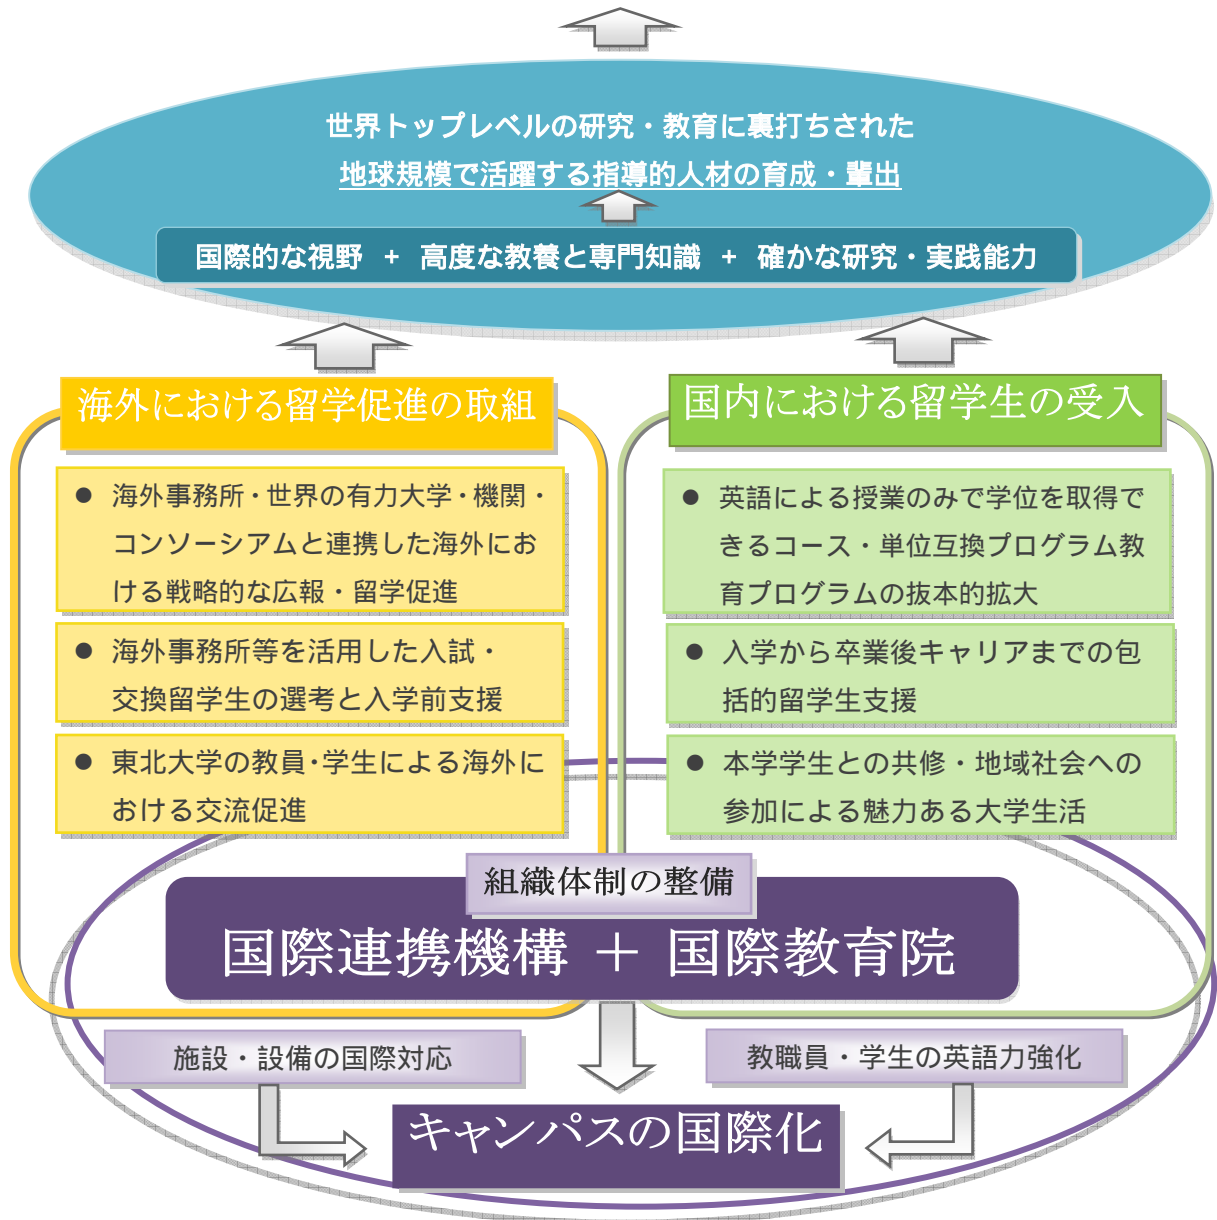 世界トップレベルの研究・教育に裏打ちされた
地球規模で活躍する指導的人材の育成・輩出
国際的な視野 + 高度な教養と専門知識 + 確かな研究・実践能力
海外における留学促進の取組
● 海外事務所・世界の有力大学・機関・
コンソーシアムと連携した海外にお
ける戦略的な広報・留学促進
● 海外事務所等を活用した入試・
交換留学生の選考と入学前支援
● 東北大学の教員・学生による海外に
おける交流促進
国内における留学生の受入
● 英語による授業のみで学位を取得で
きるコース・単位互換プログラム教
育プログラムの抜本的拡大
● 入学から卒業後キャリアまでの包
括的留学生支援
● 本学学生との共修・地域社会への
参加による魅力ある大学生活
組織体制の整備
国際連携機構 + 国際教育院
施設・設備の国際対応
教職員・学生の英語力強化
キャンパスの国際化